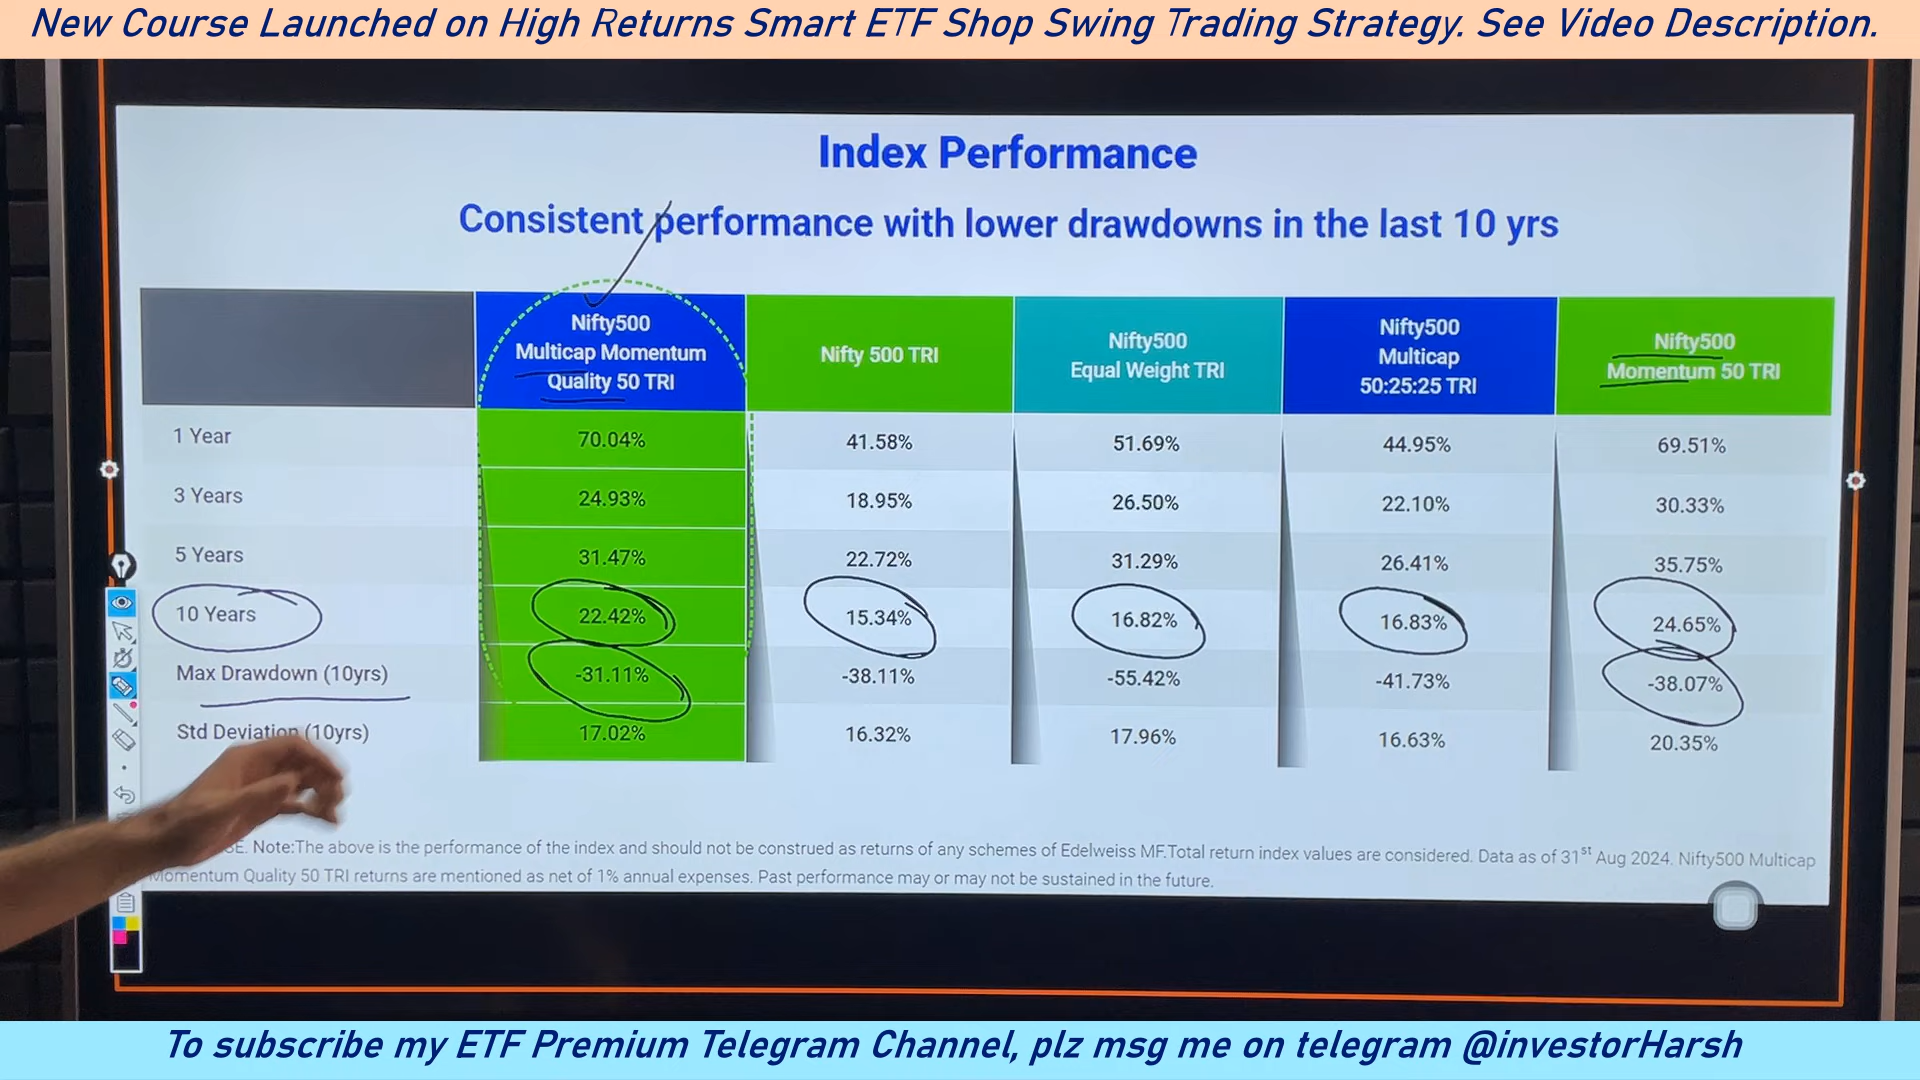 New Course Launched on High Returns Smart ETF Shop Swing Trading Strategy. See Video Description.
Index Performance
Consistent performance with lower drawdowns in the last 10 yrs
Nifty500
Multicap Momentum
Quality 50 TRI
Nifty 500 TRI
Nifty500
Equal Weight TRI
Nifty500
Multicap
50:25:25 TRI
Nifty500
Momentum 50 TRI
1 Year 70.04% 41.58% 51.69% 44.95% 69.51%
3 Years 24.93% 18.95% 26.50% 22.10% 30.33%
5 Years 31.47% 22.72% 31.29% 26.41% 35.75%
10 Years 22.42% 15.34% 16.82% 16.83% 24.65%
Max Drawdown (10yrs) -31.11% -38.11% -55.42% -41.73% -38.07%
Std Deviation (10yrs) 17.02% 16.32% 17.96% 16.63% 20.35%
Note:The above is the performance of the index and should not be construed as returns of any schemes of Edelweiss MF.Total return index values are considered. Data as of 31st Aug 2024. Nifty500 Multicap
Momentum Quality 50 TRI returns are mentioned as net of 1% annual expenses. Past performance may or may not be sustained in the future.
To subscribe my ETF Premium Telegram Channel, plz msg me on telegram @investorHarsh